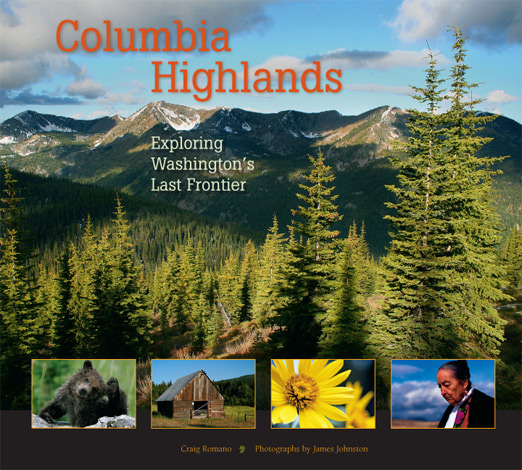 Columbia
Highlands
Exploring
Washington's
Last Frontier
Craig Romano Photographs by James Johnston